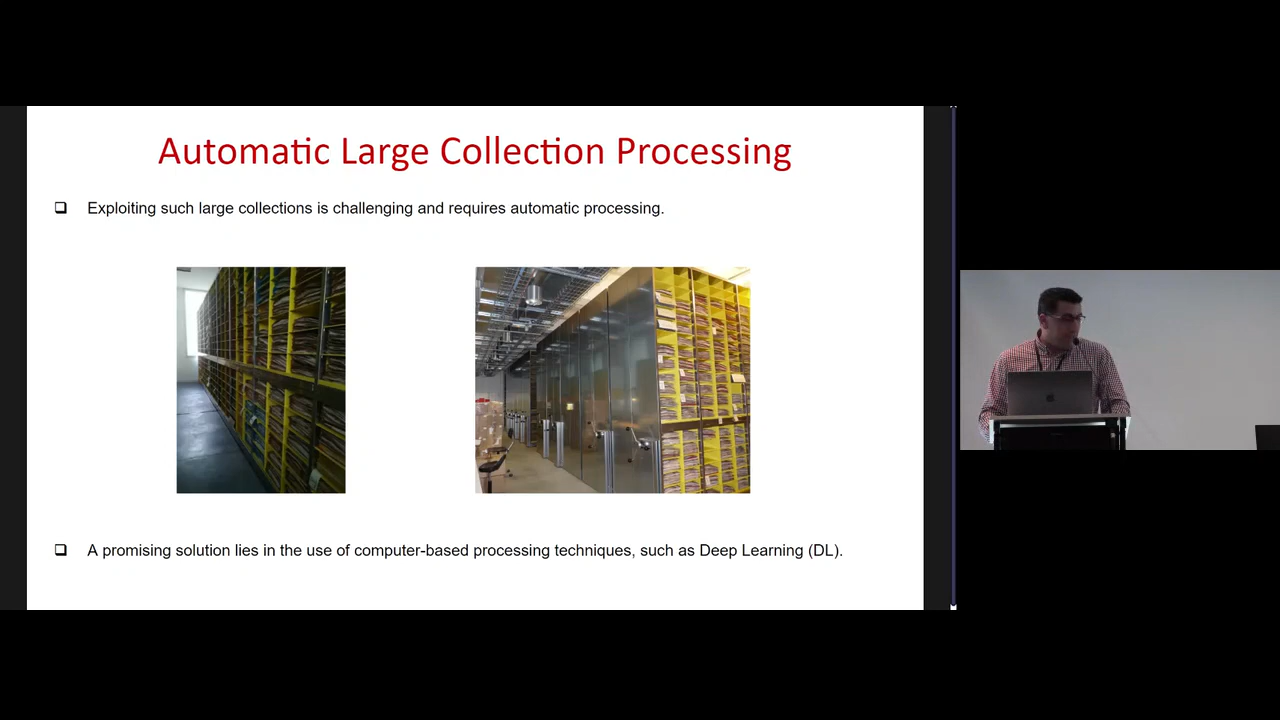 Automatic Large Collection Processing
Exploiting such large collections is challenging and requires automatic processing.
A promising solution lies in the use of computer-based processing techniques, such as Deep Learning (DL).